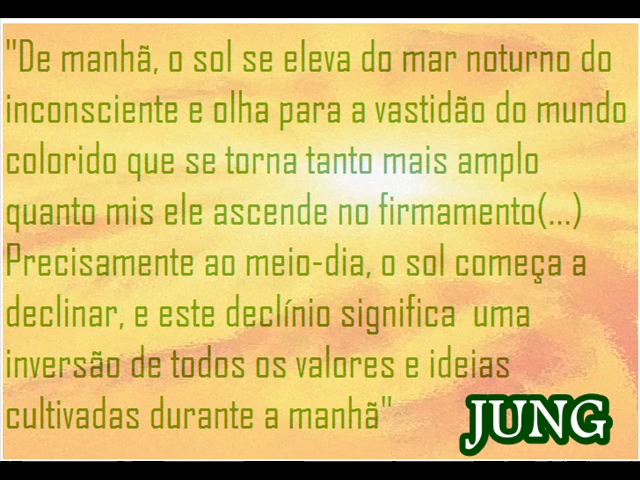 "De manhã, o sol se eleva do mar noturno do
inconsciente e olha para a vastidão do mundo
colorido que se torna tanto mais amplo
quanto mis ele ascende no firmamento(...)
Precisamente ao meio-dia, o sol começa a
declinar, e este declínio significa uma
inversão de todos os valores e ideias
cultivadas durante a manhã"
JUNG